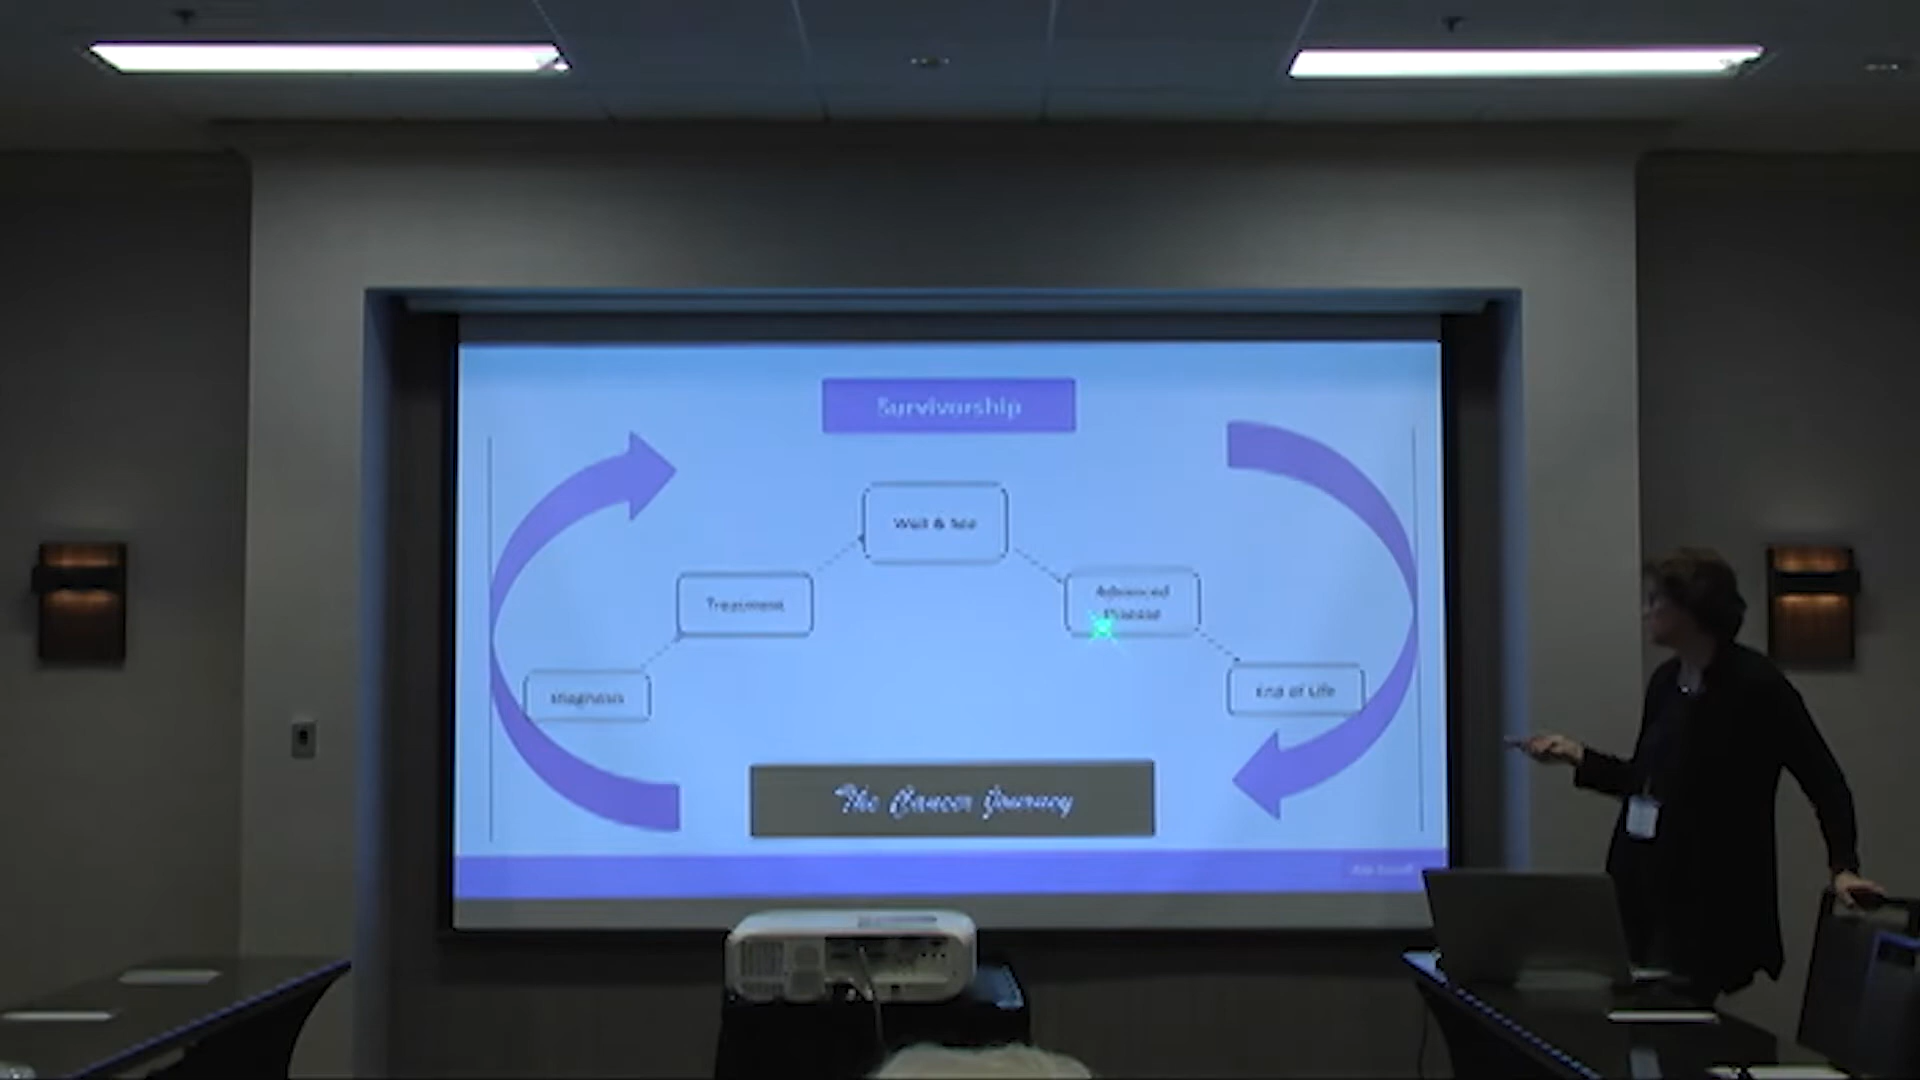 Survivorship
Wait & See
Treatment
Advanced
Disease
Diagnosis
End of Life
The Cancer Journey